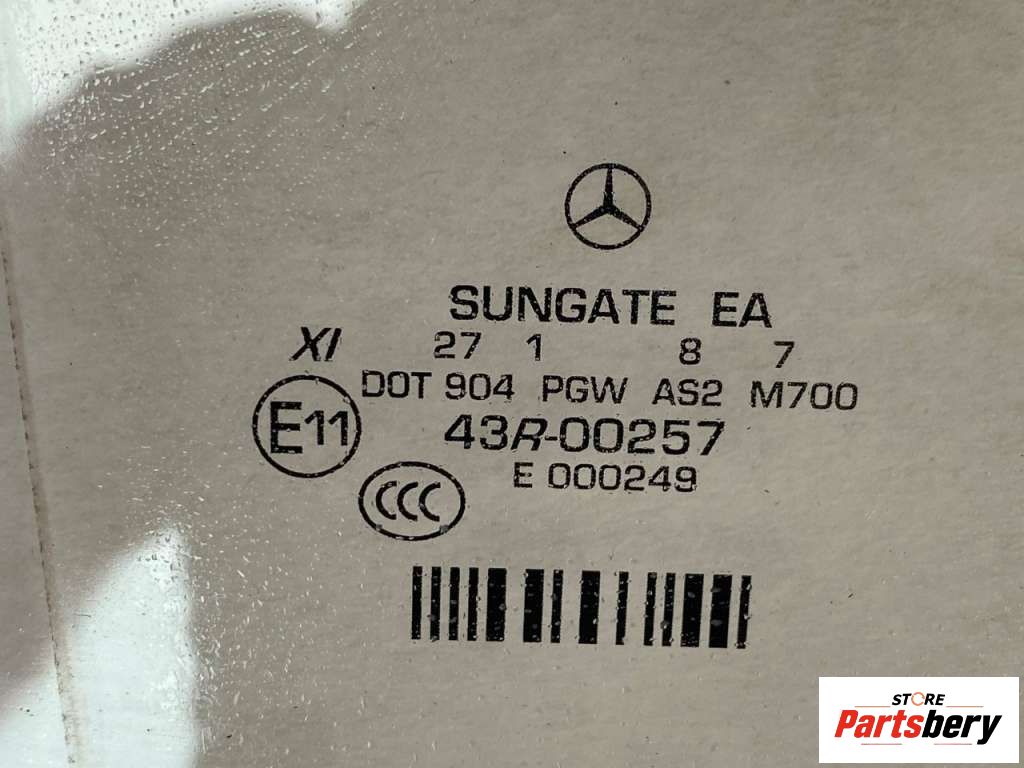 SUNGATE EA
XI 27 1 8 7
DOT 904 PGW AS2 M700
E11 43R-00257
E 000249
CCC
STORE
Partsbery